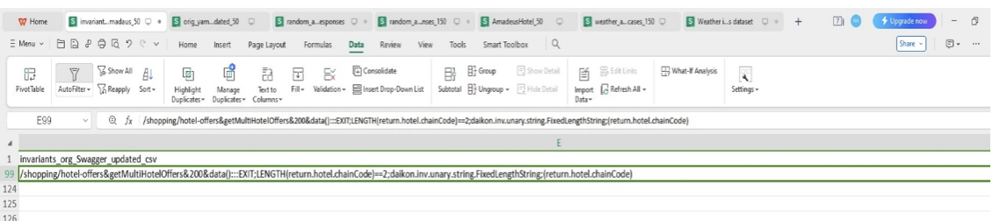 Home invariant...madaus_50 orig_yam...dated_50 random_a...esponses random_a...nses_150 AmadeusHotel_50 weather_a...cases_150 Weather i...s dataset + Upgrade now
Menu Home Insert Page Layout Formulas Data Review View Tools Smart Toolbox Share
Show All Consolidate Group Show Detail Edit Links What-If Analysis
PivotTable AutoFilter Reapply Sort Highlight Duplicates Manage Duplicates Text to Columns Fill Validation Insert Drop-Down List Subtotal Ungroup Hide Detail Import Data Refresh All Settings
E99 fx /shopping/hotel-offers&getMultiHotelOffers&200&data():::EXIT;LENGTH(return.hotel.chainCode)==2;daikon.inv.unary.string.FixedLengthString;(return.hotel.chainCode)
E
1 invariants_org_Swagger_updated_csv
99 /shopping/hotel-offers&getMultiHotelOffers&200&data():::EXIT;LENGTH(return.hotel.chainCode)==2;daikon.inv.unary.string.FixedLengthString;(return.hotel.chainCode)
124
125
126